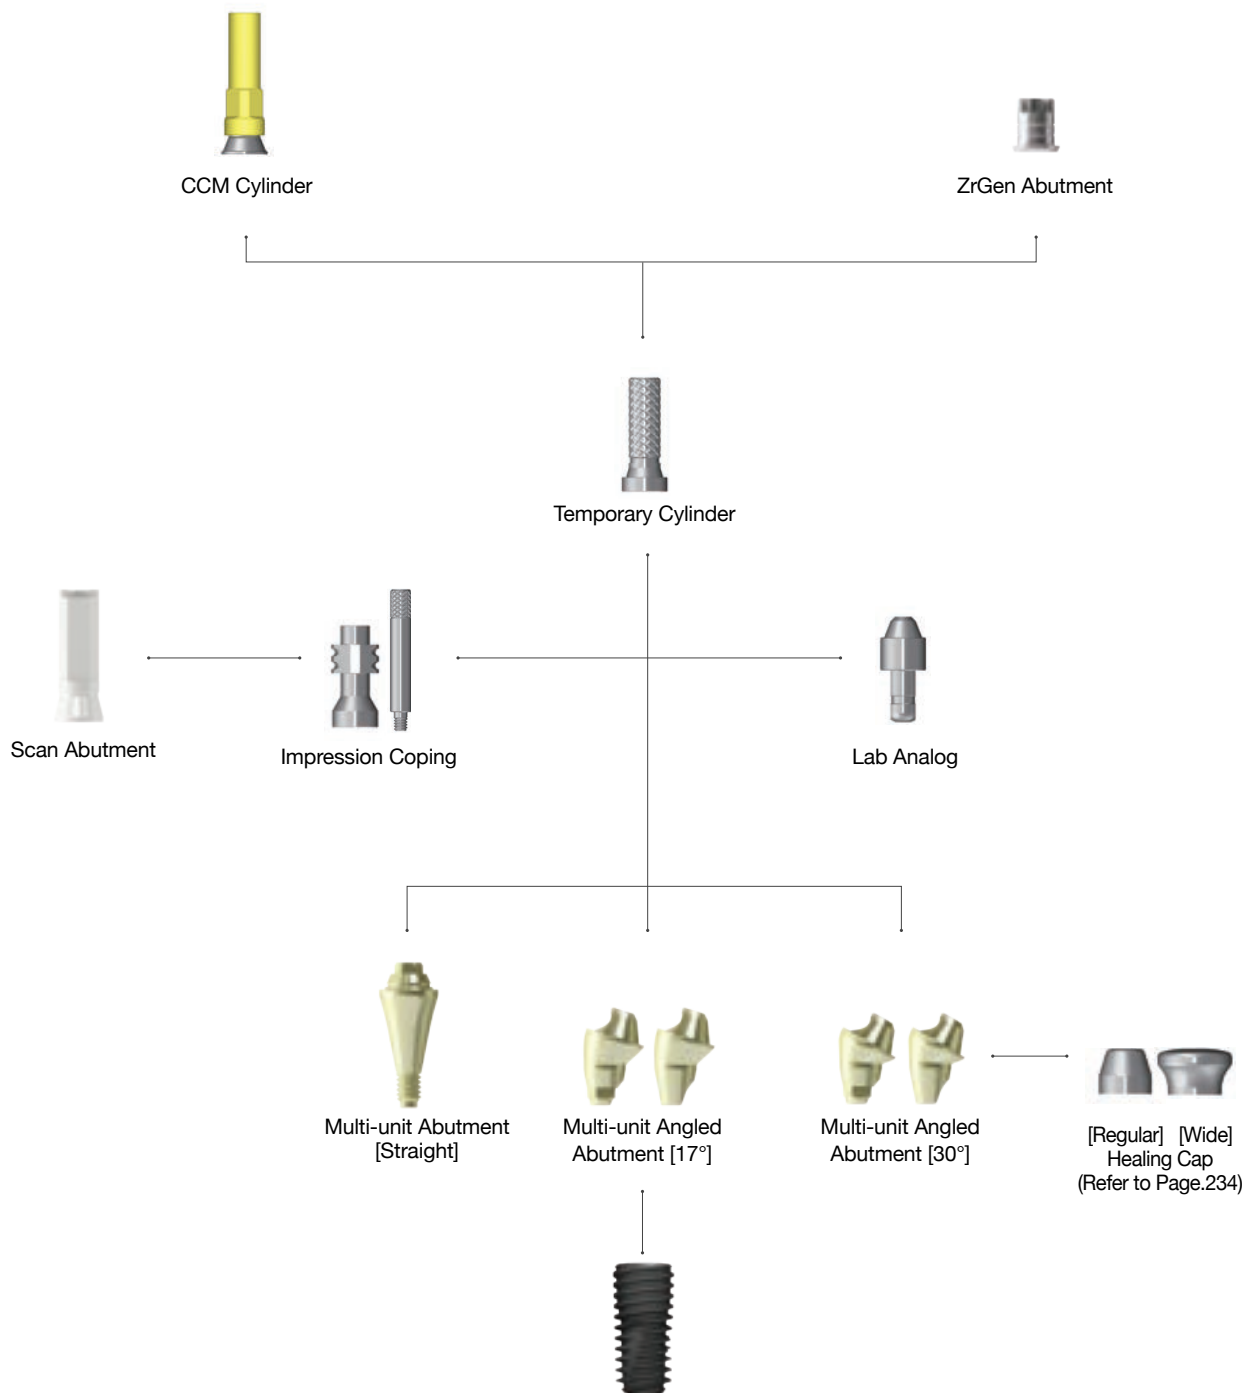 CCM Cylinder
ZrGen Abutment
Temporary Cylinder
Scan Abutment
Impression Coping
Lab Analog
Multi-unit Abutment
[Straight]
Multi-unit Angled
Abutment [17°]
Multi-unit Angled
Abutment [30°]
[Regular] [Wide]
Healing Cap
(Refer to Page.234)